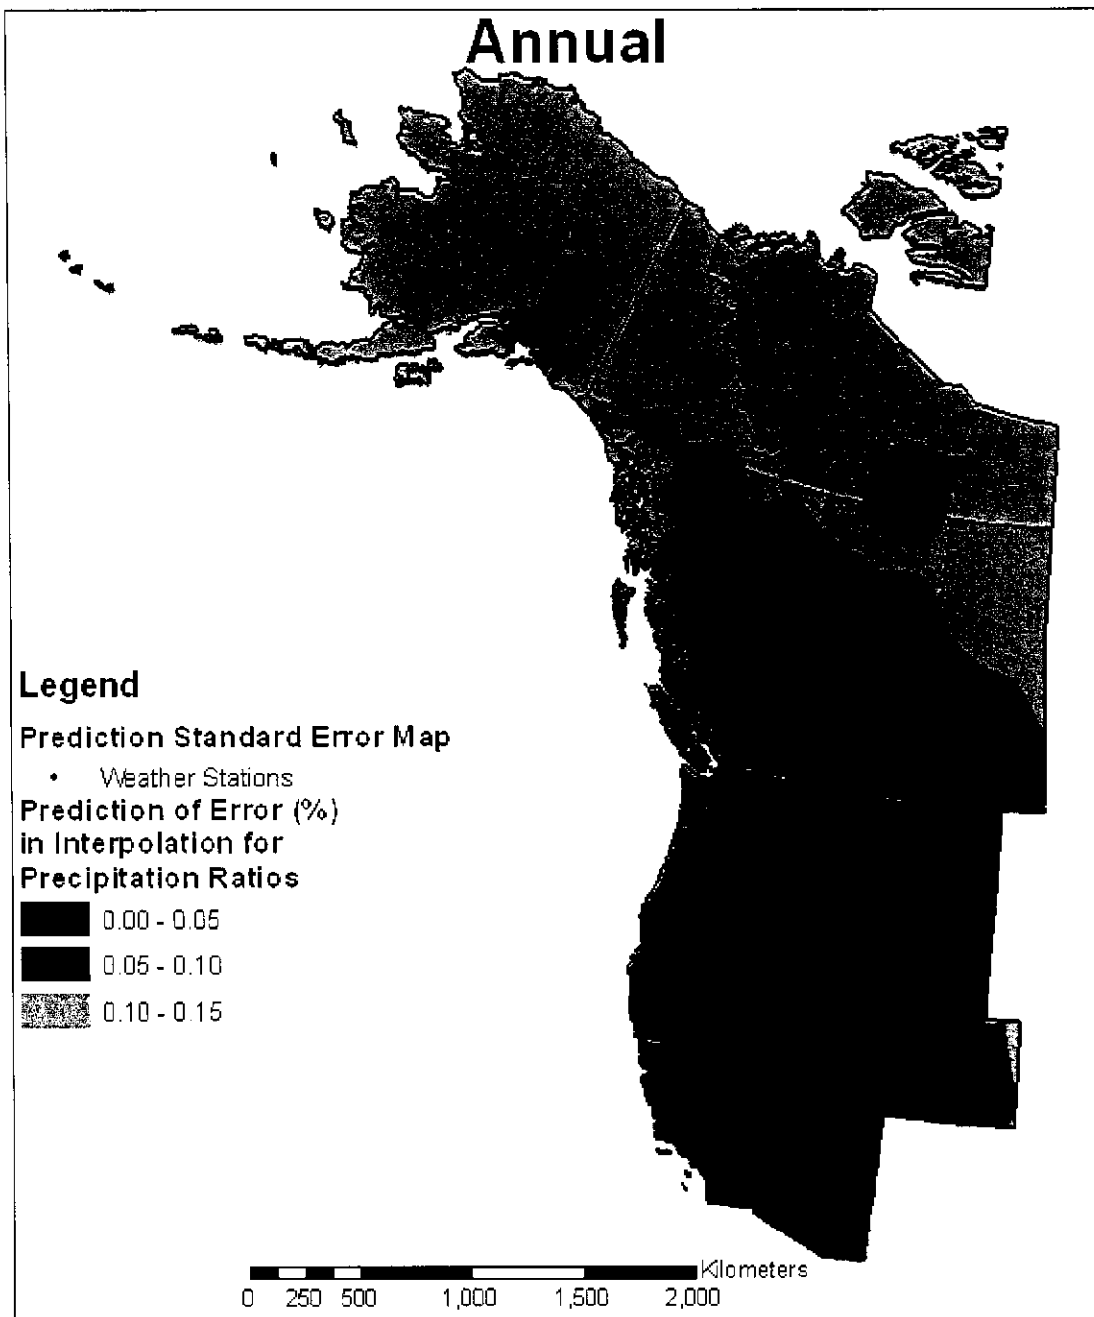 Annual
Legend
Prediction Standard Error Map
Weather Stations
Prediction of Error (%)
in Interpolation for
Precipitation Ratios
0.00 - 0.05
0.05 - 0.10
0.10 - 0.15
Kilometers
0 250 500 1,000 1,500 2,000